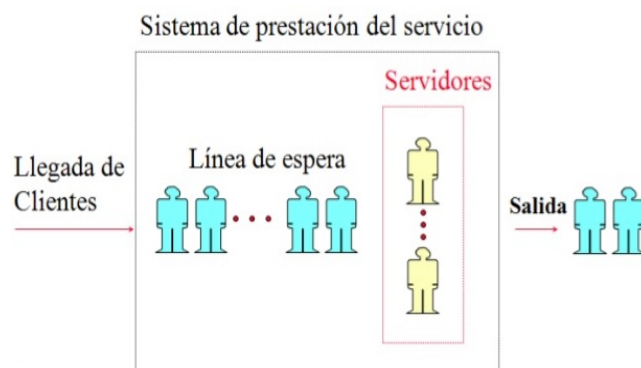 Sistema de prestación del servicio
Servidores
Llegada de
Clientes
Línea de espera
Salida